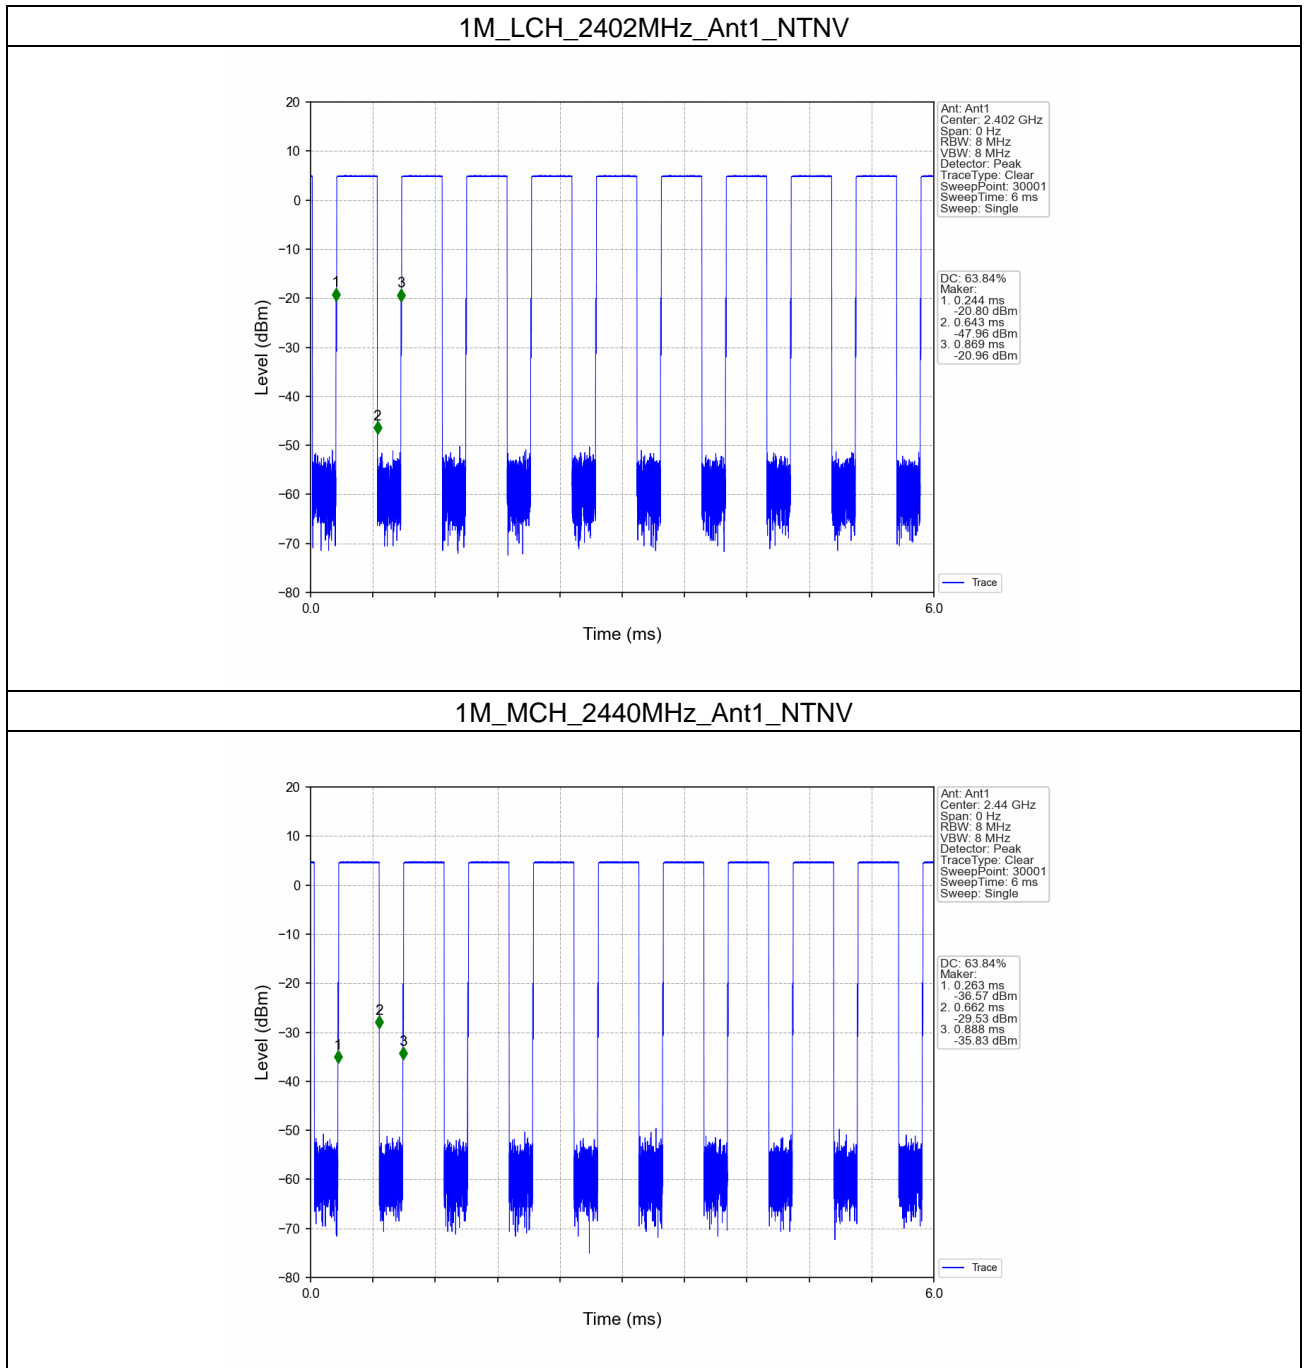 1M_LCH_2402MHz_Ant1_NTNV
20
10
0
−10
−20
−30
−40
−50
−60
−70
−80
Level (dBm)
0.0
6.0
Time (ms)
1
2
3
Ant: Ant1
Center: 2.402 GHz
Span: 0 Hz
RBW: 8 MHz
VBW: 8 MHz
Detector: Peak
TraceType: Clear
SweepPoint: 30001
SweepTime: 6 ms
Sweep: Single
DC: 63.84%
Maker:
1. 0.244 ms
-20.80 dBm
2. 0.643 ms
-47.96 dBm
3. 0.869 ms
-20.96 dBm
Trace
1M_MCH_2440MHz_Ant1_NTNV
20
10
0
−10
−20
−30
−40
−50
−60
−70
−80
Level (dBm)
0.0
6.0
Time (ms)
1
2
3
Ant: Ant1
Center: 2.44 GHz
Span: 0 Hz
RBW: 8 MHz
VBW: 8 MHz
Detector: Peak
TraceType: Clear
SweepPoint: 30001
SweepTime: 6 ms
Sweep: Single
DC: 63.84%
Maker:
1. 0.263 ms
-36.57 dBm
2. 0.662 ms
-29.53 dBm
3. 0.888 ms
-35.83 dBm
Trace